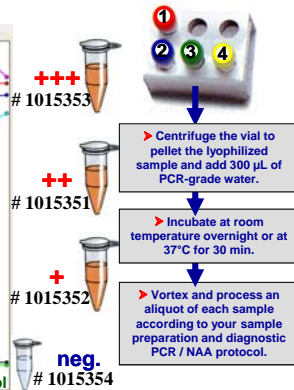 +++
# 1015353
++
# 1015351
+
# 1015352
neg.
# 1015354
1
2
3
4
➤ Centrifuge the vial to
pellet the lyophilized
sample and add 300 µL of
PCR-grade water.
➤ Incubate at room
temperature overnight or at
37°C for 30 min.
➤ Vortex and process an
aliquot of each sample
according to your sample
preparation and diagnostic
PCR / NAA protocol.